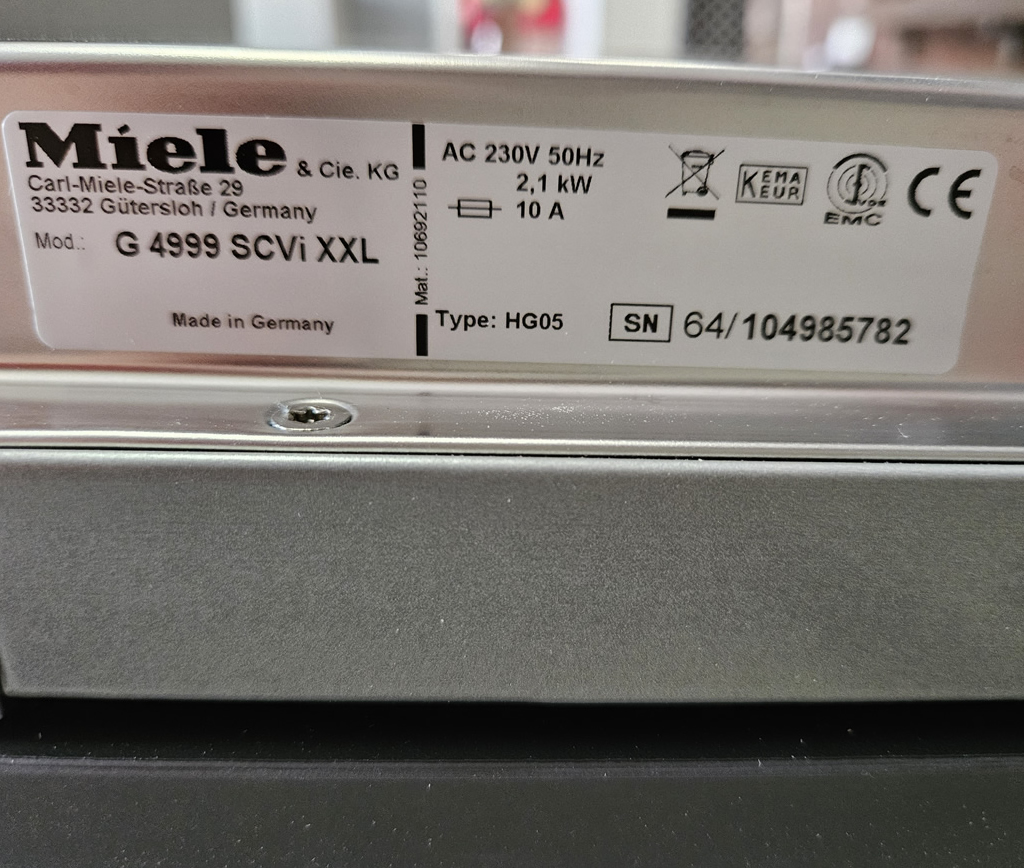 Miele & Cie. KG
Carl-Miele-Straße 29
33332 Gütersloh / Germany
Mod.: G 4999 SCVi XXL
Made in Germany
Mat.: 10692110
AC 230V 50Hz
2,1 kW
10 A
Type: HG05
SN 64/104985782
KEMA
KEUR
EMC
CE